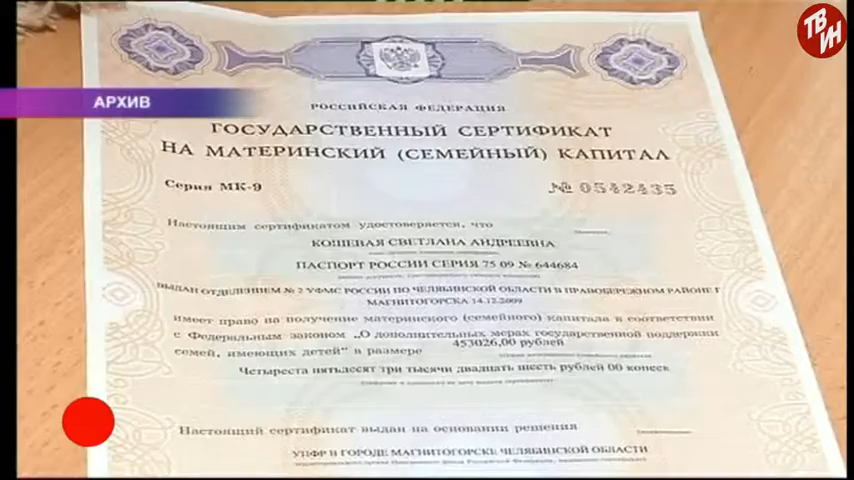 ТВ
ИН
АРХИВ
РОССИЙСКАЯ ФЕДЕРАЦИЯ
ГОСУДАРСТВЕННЫЙ СЕРТИФИКАТ
НА МАТЕРИНСКИЙ (СЕМЕЙНЫЙ) КАПИТАЛ
Серия МК-9 № 0542435
Настоящим сертификатом удостоверяется, что
КОШЕВАЯ СВЕТЛАНА АНДРЕЕВНА
ПАСПОРТ РОССИИ СЕРИЯ 75 09 № 644684
ВЫДАН ОТДЕЛЕНИЕМ № 2 УФМС РОССИИ ПО ЧЕЛЯБИНСКОЙ ОБЛАСТИ В ПРАВОБЕРЕЖНОМ РАЙОНЕ Г
МАГНИТОГОРСКА 14.12.2009
имеет право на получение материнского (семейного) капитала в соответствии
с Федеральным законом „О дополнительных мерах государственной поддержки
семей, имеющих детей" в размере 453026,00 рублей
Четыреста пятьдесят три тысячи двадцать шесть рублей 00 копеек
Настоящий сертификат выдан на основании решения
УПФР В ГОРОДЕ МАГНИТОГОРСКЕ ЧЕЛЯБИНСКОЙ ОБЛАСТИ